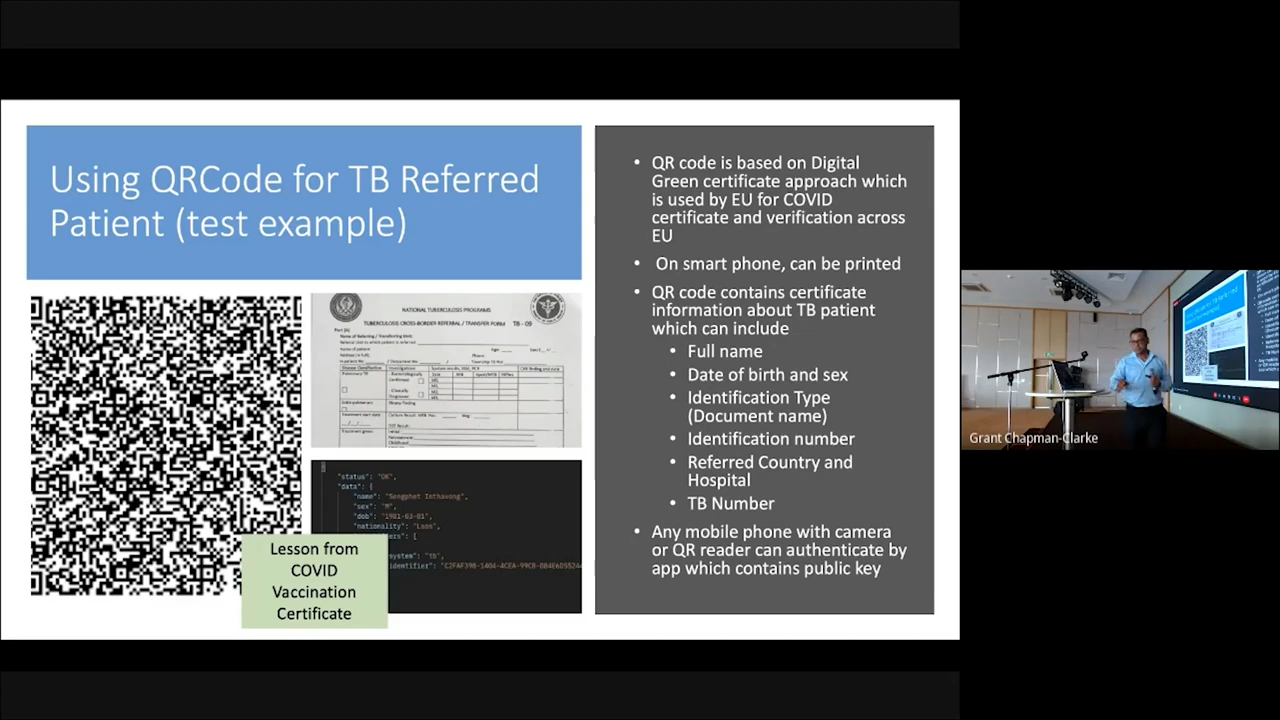 Using QRCode for TB Referred
Patient (test example)
NATIONAL TUBERCULOSIS PROGRAMS
TUBERCULOSIS CROSS-BORDER REFERRAL / TRANSFER FORM TB - 09
Name of Referring / Transferring Unit:
"status": "OK",
"data": {
"name": "Sengphet Inthavong",
"sex": "M",
"dob": "1981-03-01",
"nationality": "Laos",
system": "TB",
Lesson from
COVID
Vaccination
Certificate
• QR code is based on Digital
Green certificate approach which
is used by EU for COVID
certificate and verification across
EU
• On smart phone, can be printed
• QR code contains certificate
information about TB patient
which can include
• Full name
• Date of birth and sex
• Identification Type
(Document name)
• Identification number
• Referred Country and
Hospital
• TB Number
• Any mobile phone with camera
or QR reader can authenticate by
app which contains public key
Grant Chapman-Clarke